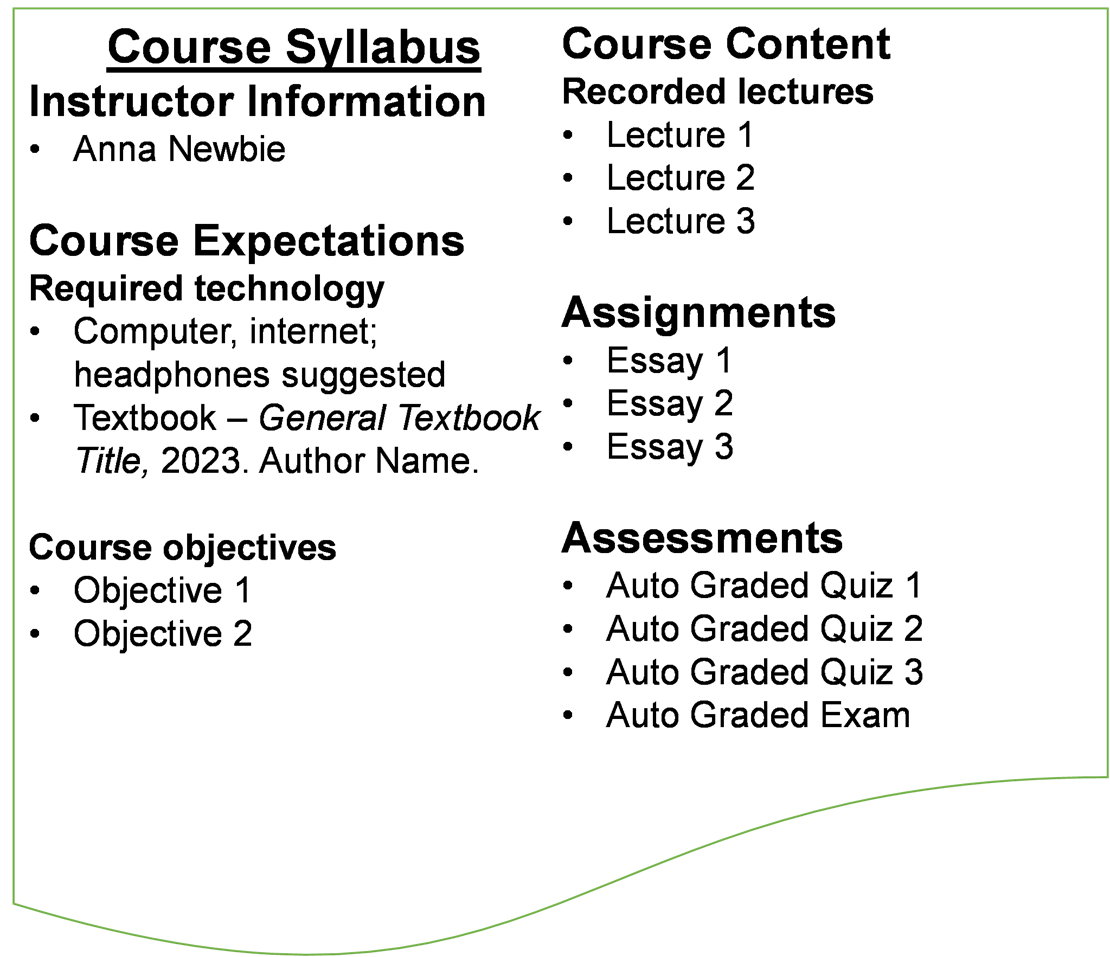 Course Syllabus
Instructor Information
• Anna Newbie
Course Expectations
Required technology
• Computer, internet;
headphones suggested
• Textbook – General Textbook
Title, 2023. Author Name.
Course objectives
• Objective 1
• Objective 2
Course Content
Recorded lectures
• Lecture 1
• Lecture 2
• Lecture 3
Assignments
• Essay 1
• Essay 2
• Essay 3
Assessments
• Auto Graded Quiz 1
• Auto Graded Quiz 2
• Auto Graded Quiz 3
• Auto Graded Exam